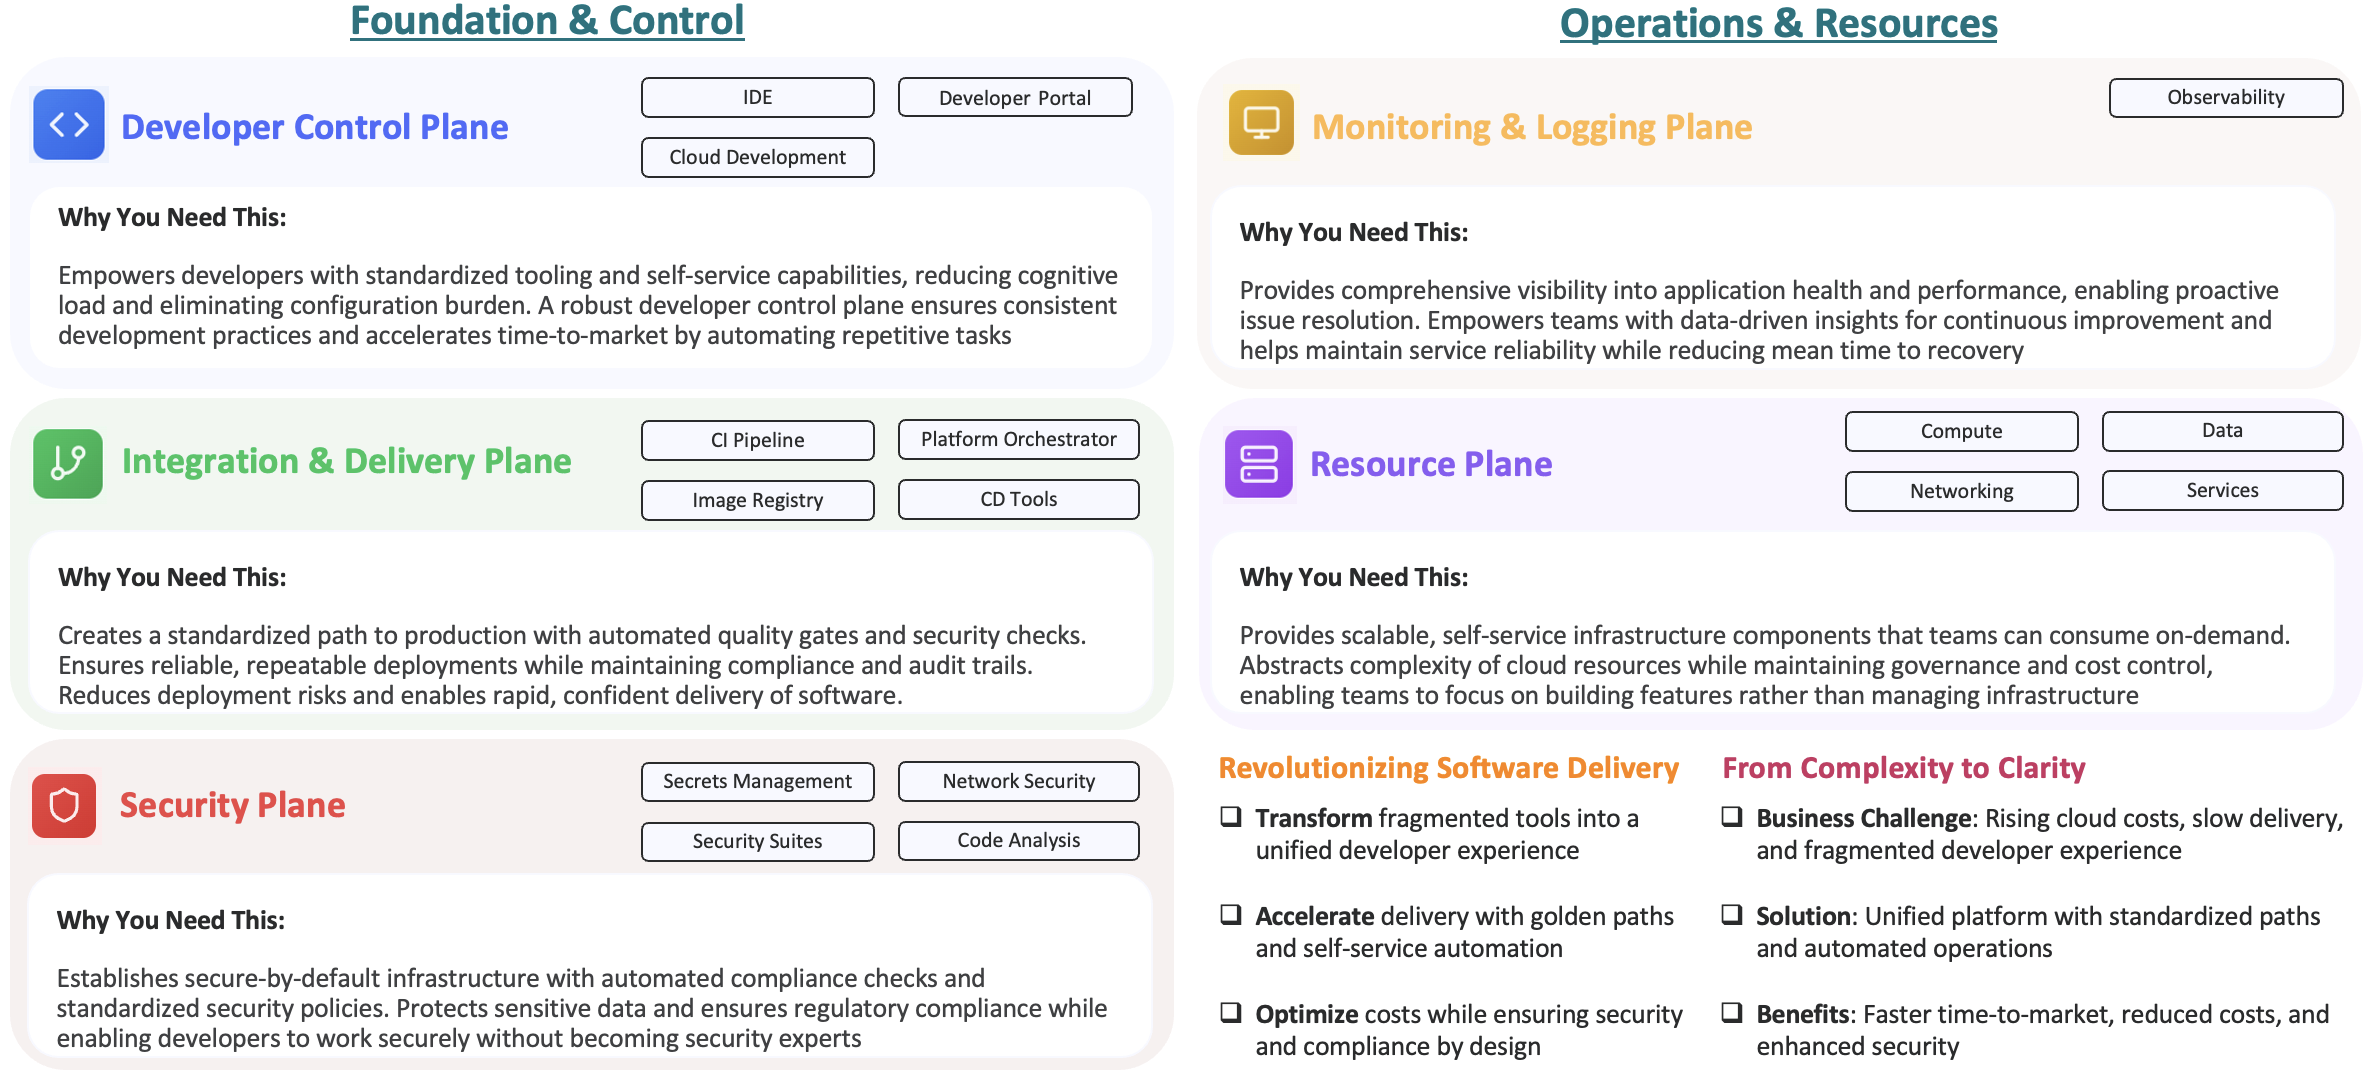 Foundation & Control
Developer Control Plane
IDE
Developer Portal
Cloud Development
Why You Need This:
Empowers developers with standardized tooling and self-service capabilities, reducing cognitive
load and eliminating configuration burden. A robust developer control plane ensures consistent
development practices and accelerates time-to-market by automating repetitive tasks
Integration & Delivery Plane
CI Pipeline
Platform Orchestrator
Image Registry
CD Tools
Why You Need This:
Creates a standardized path to production with automated quality gates and security checks.
Ensures reliable, repeatable deployments while maintaining compliance and audit trails.
Reduces deployment risks and enables rapid, confident delivery of software.
Security Plane
Secrets Management
Network Security
Security Suites
Code Analysis
Why You Need This:
Establishes secure-by-default infrastructure with automated compliance checks and
standardized security policies. Protects sensitive data and ensures regulatory compliance while
enabling developers to work securely without becoming security experts
Operations & Resources
Monitoring & Logging Plane
Observability
Why You Need This:
Provides comprehensive visibility into application health and performance, enabling proactive
issue resolution. Empowers teams with data-driven insights for continuous improvement and
helps maintain service reliability while reducing mean time to recovery
Resource Plane
Compute
Data
Networking
Services
Why You Need This:
Provides scalable, self-service infrastructure components that teams can consume on-demand.
Abstracts complexity of cloud resources while maintaining governance and cost control,
enabling teams to focus on building features rather than managing infrastructure
Revolutionizing Software Delivery
Transform fragmented tools into a
unified developer experience
Accelerate delivery with golden paths
and self-service automation
Optimize costs while ensuring security
and compliance by design
From Complexity to Clarity
Business Challenge: Rising cloud costs, slow delivery,
and fragmented developer experience
Solution: Unified platform with standardized paths
and automated operations
Benefits: Faster time-to-market, reduced costs, and
enhanced security